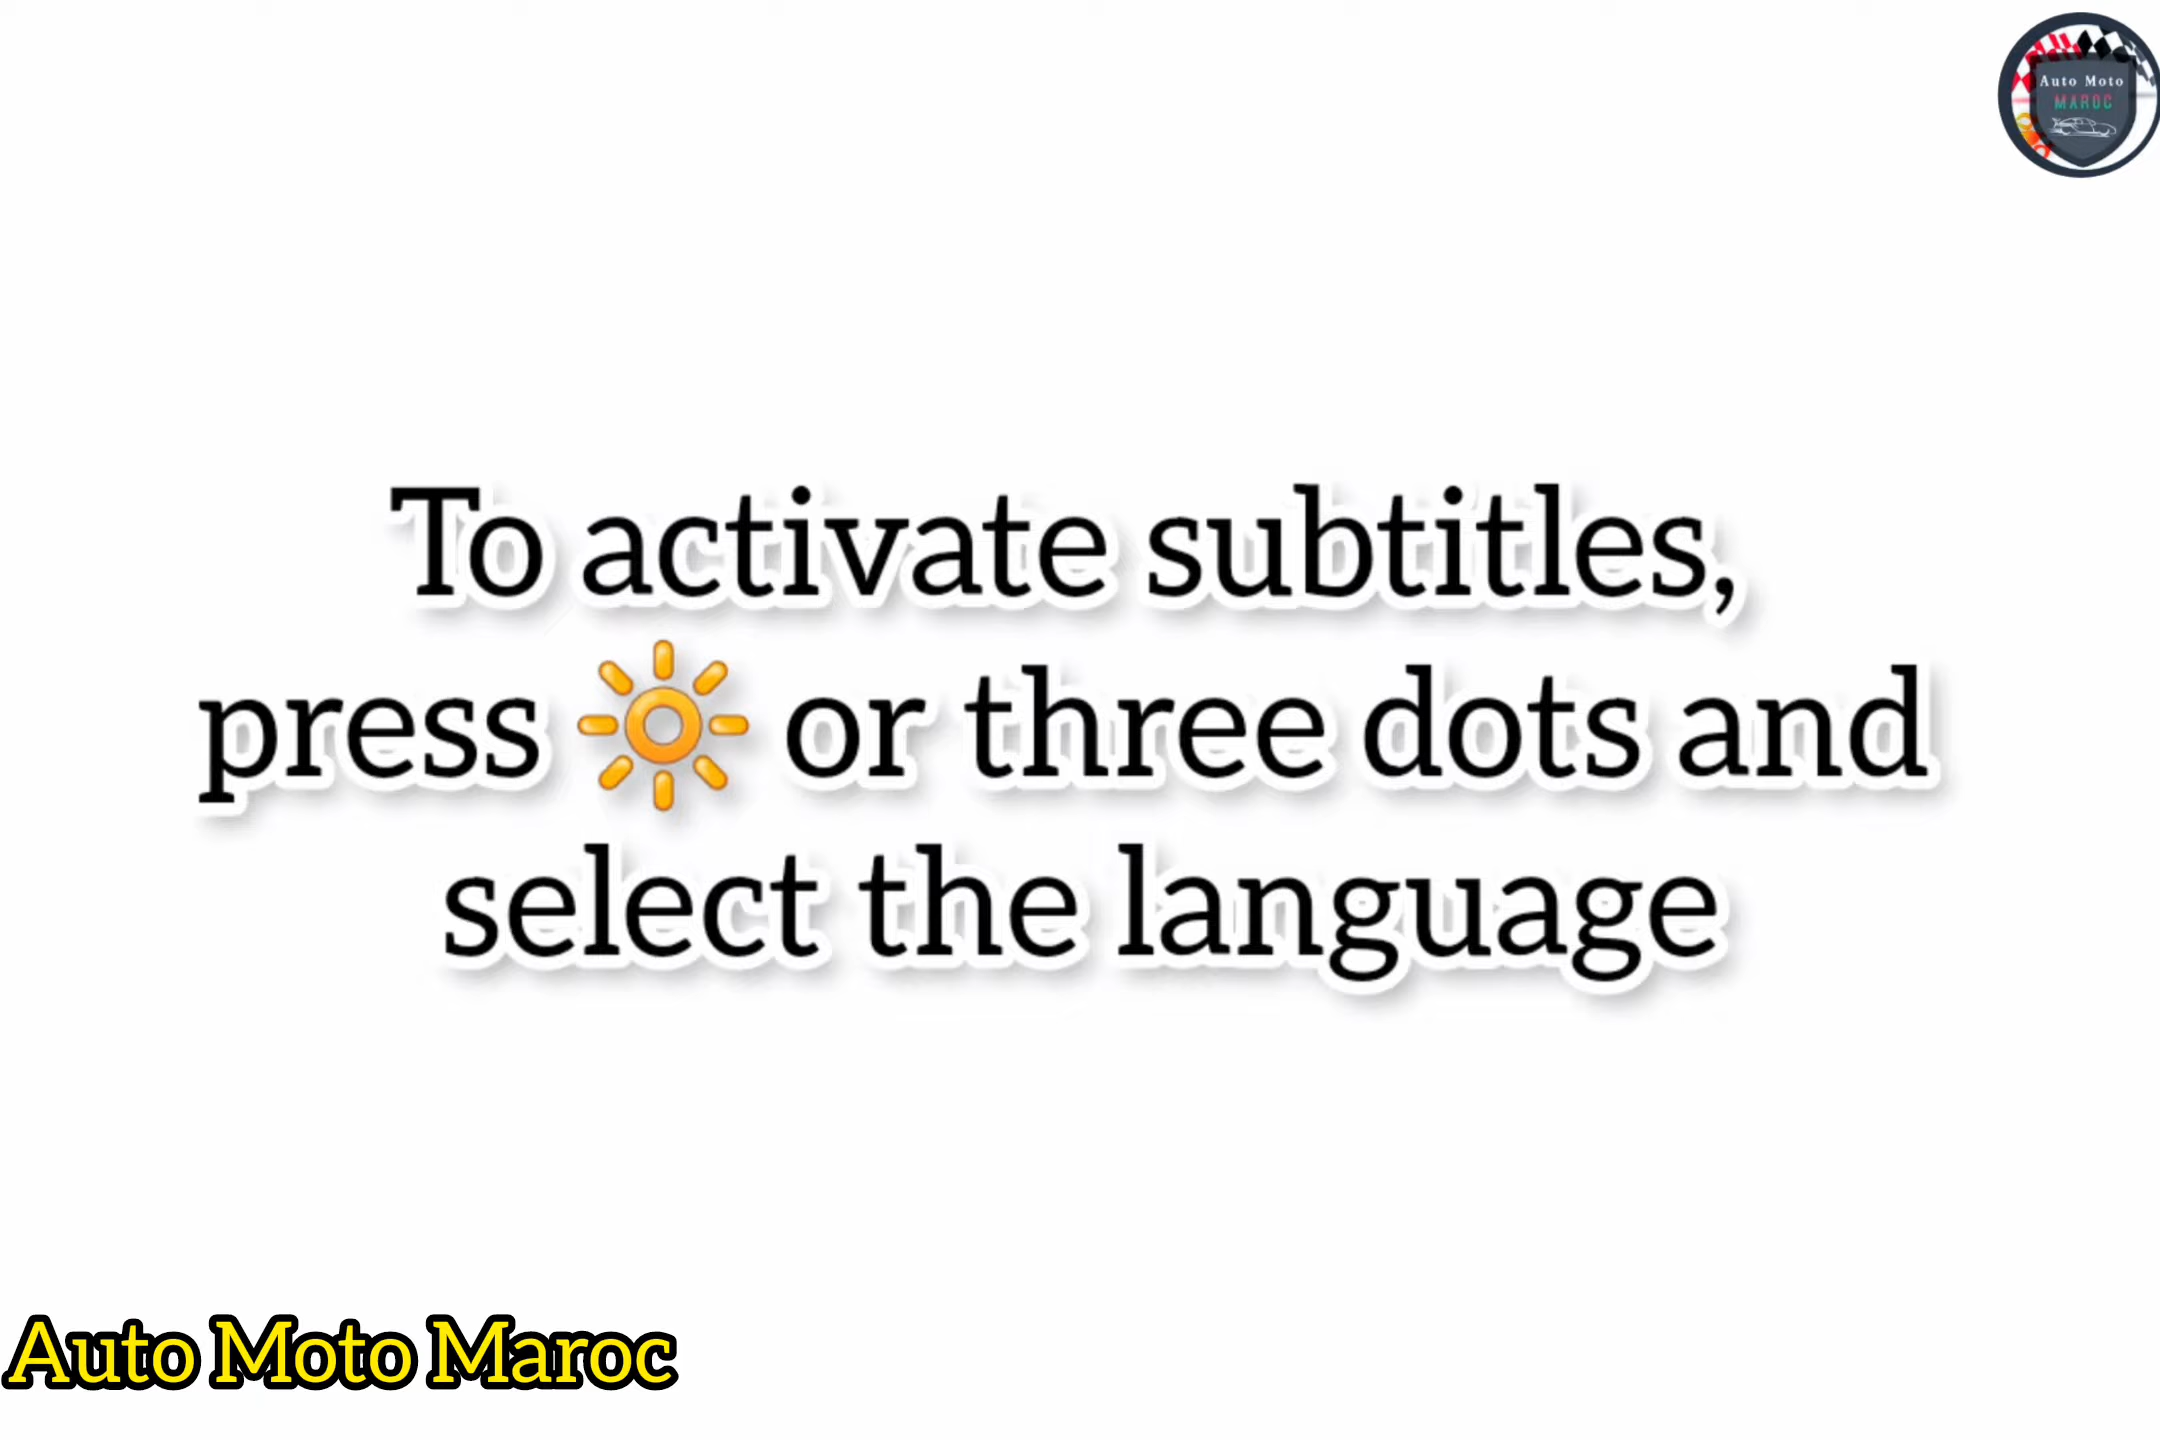 Auto Moto
MAROC
To activate subtitles,
press 🔆 or three dots and
select the language
Auto Moto Maroc